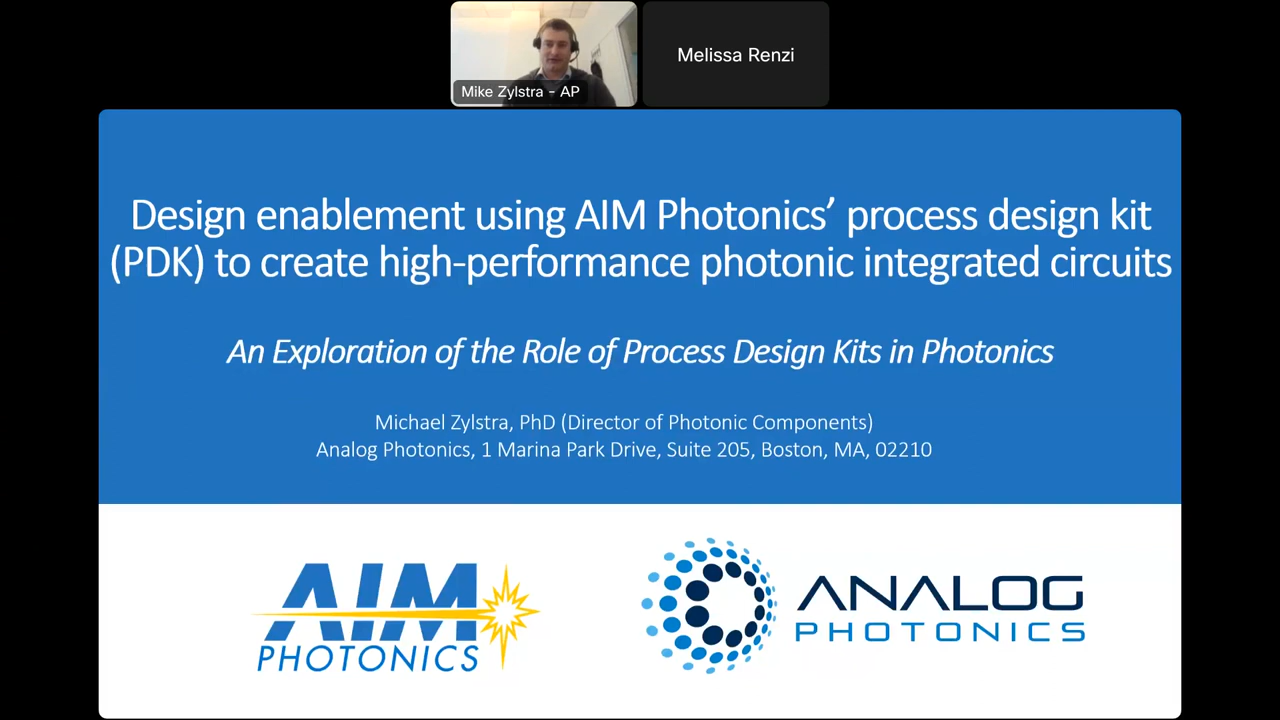 Mike Zylstra - AP
Melissa Renzi
Design enablement using AIM Photonics’ process design kit
(PDK) to create high-performance photonic integrated circuits
An Exploration of the Role of Process Design Kits in Photonics
Michael Zylstra, PhD (Director of Photonic Components)
Analog Photonics, 1 Marina Park Drive, Suite 205, Boston, MA, 02210
AIM
PHOTONICS
ANALOG
PHOTONICS